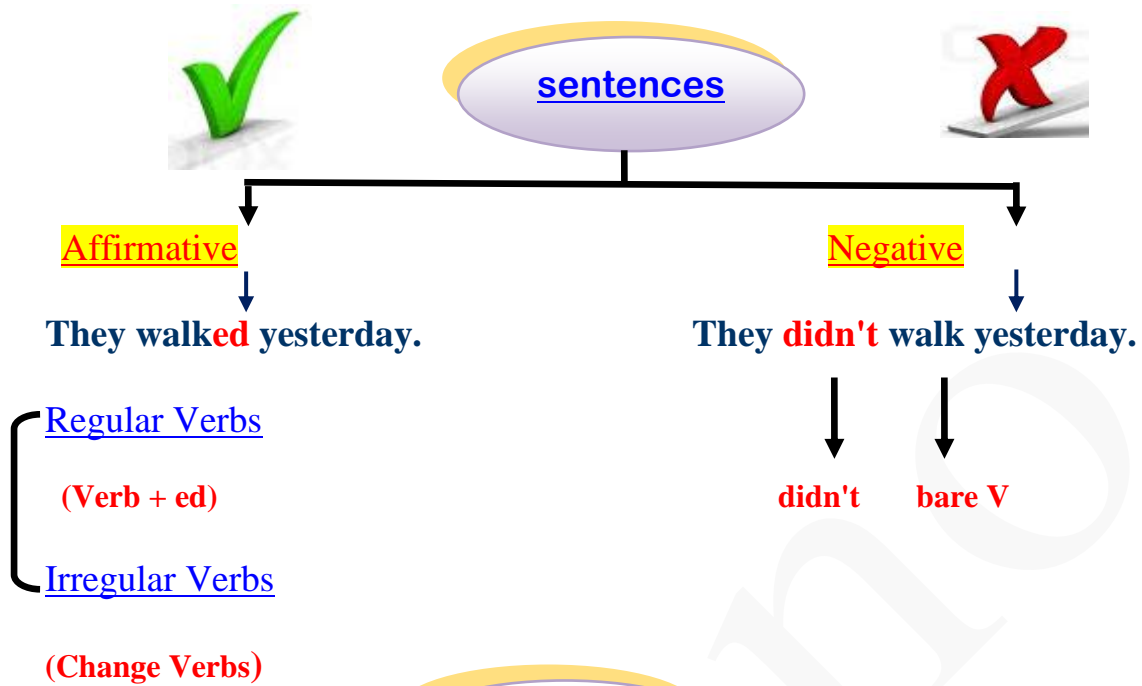 sentences
Affirmative
Negative
They walked yesterday.
They didn't walk yesterday.
Regular Verbs
(Verb + ed)
didn't bare V
Irregular Verbs
(Change Verbs)